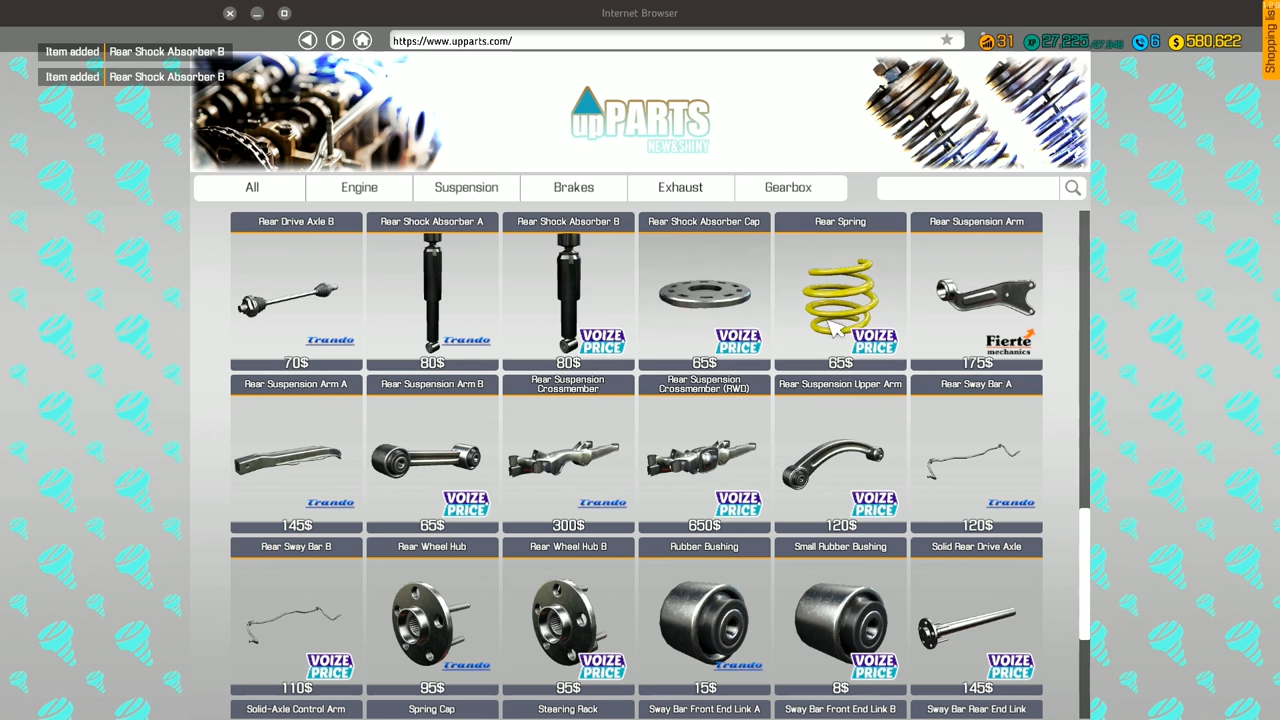 Internet Browser
Shopping list
https://www.upparts.com/
31
27,225
6
$ 580,622
Item added Rear Shock Absorber B
Item added Rear Shock Absorber B
upPARTS
NEW&SHINY
All Engine Suspension Brakes Exhaust Gearbox
Rear Drive Axle B Rear Shock Absorber A Rear Shock Absorber B Rear Shock Absorber Cap Rear Spring Rear Suspension Arm
Trando Trando VOIZE PRICE VOIZE PRICE VOIZE PRICE Fierte mechanics
70$ 80$ 80$ 65$ 65$ 175$
Rear Suspension Arm A Rear Suspension Arm B Rear Suspension Crossmember Rear Suspension Crossmember (RWD) Rear Suspension Upper Arm Rear Sway Bar A
Trando VOIZE PRICE Trando VOIZE PRICE VOIZE PRICE Trando
145$ 65$ 300$ 650$ 120$ 120$
Rear Sway Bar B Rear Wheel Hub Rear Wheel Hub B Rubber Bushing Small Rubber Bushing Solid Rear Drive Axle
VOIZE PRICE Trando VOIZE PRICE Trando VOIZE PRICE VOIZE PRICE
110$ 95$ 95$ 15$ 8$ 145$
Solid-Axle Control Arm Spring Cap Steering Rack Sway Bar Front End Link A Sway Bar Front End Link B Sway Bar Rear End Link